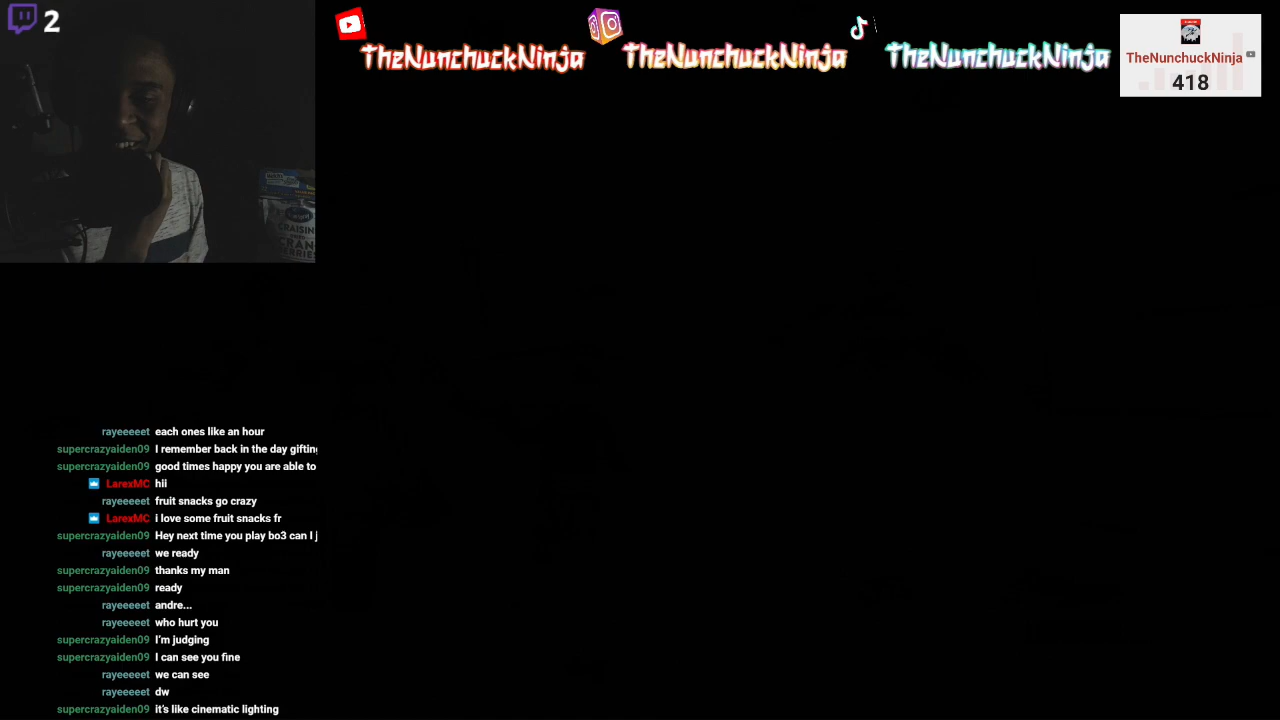 2
TheNunchuckNinja
TheNunchuckNinja
TheNunchuckNinja
TheNunchuckNinja
418
CRAISIN
CRAN
BERRIES
rayeeeeet each ones like an hour
supercrazyaiden09 I remember back in the day gifting
supercrazyaiden09 good times happy you are able to
LarexMC hii
rayeeeeet fruit snacks go crazy
LarexMC i love some fruit snacks fr
supercrazyaiden09 Hey next time you play bo3 can I j
rayeeeeet we ready
supercrazyaiden09 thanks my man
supercrazyaiden09 ready
rayeeeeet andre...
rayeeeeet who hurt you
supercrazyaiden09 I'm judging
supercrazyaiden09 I can see you fine
rayeeeeet we can see
rayeeeeet dw
supercrazyaiden09 it's like cinematic lighting